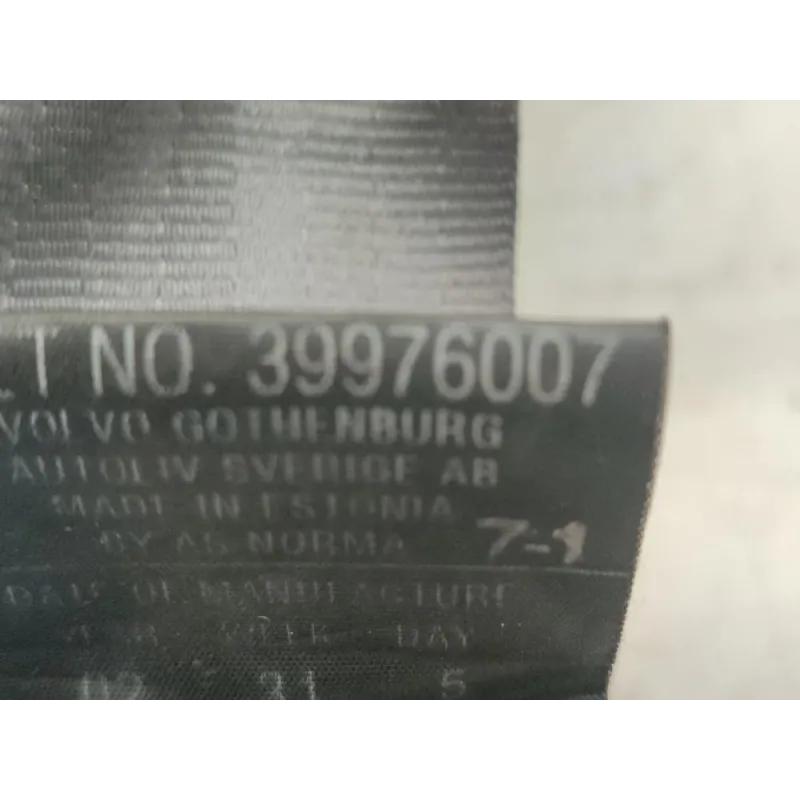 T NO. 39976007
VOLVO GOTHENBURG
AUTOLIV SVERIGE AB
MADE IN ESTONIA
BY AS NORMA 7-1
DATE OF MANUFACTURE
YEAR WEEK DAY
02 21 5